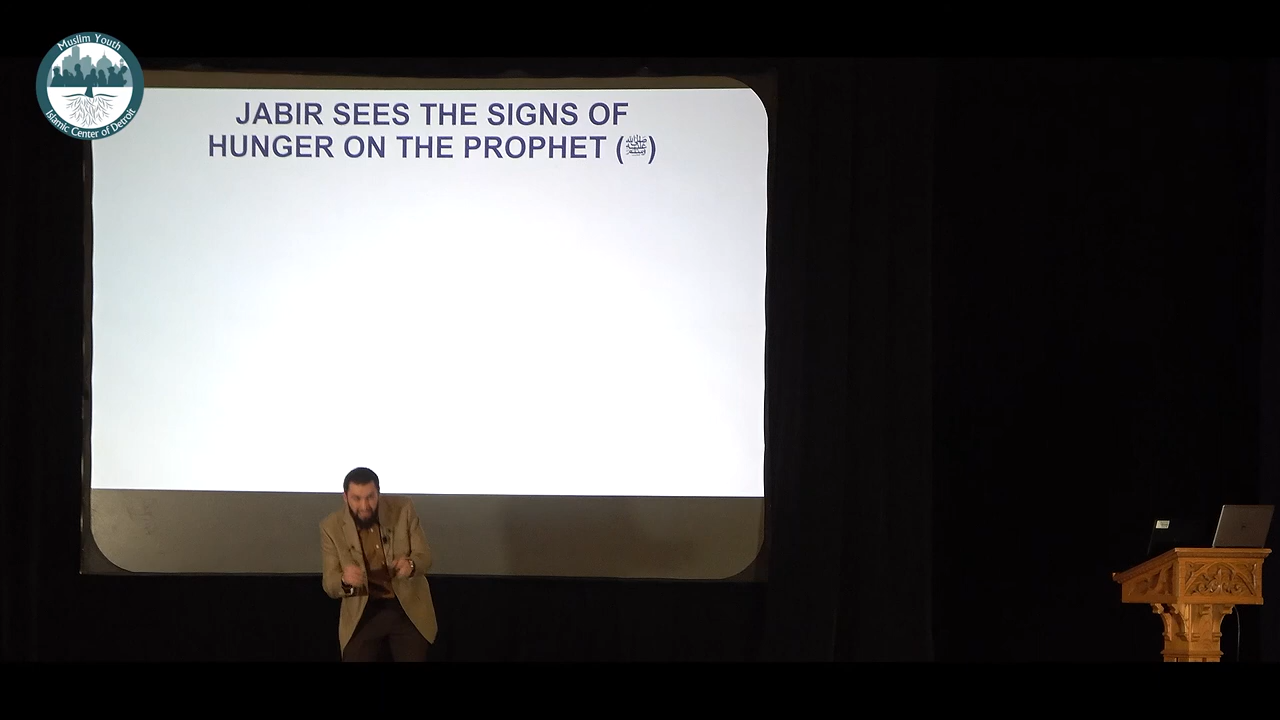 Muslim Youth
Islamic Center of Detroit
JABIR SEES THE SIGNS OF
HUNGER ON THE PROPHET (ﷺ)